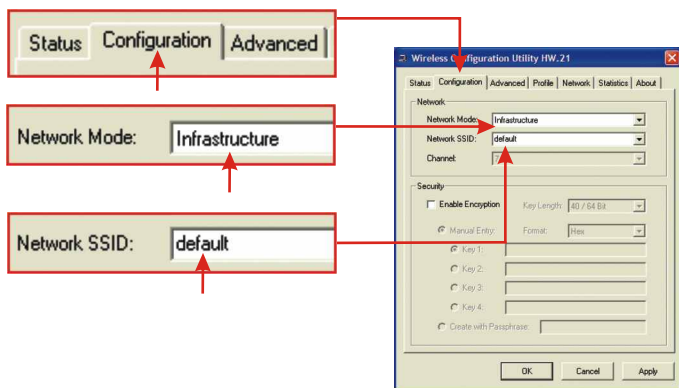 Status Configuration Advanced
Network Mode: Infrastructure
Network SSID: default
Wireless Configuration Utility HW.21
Status Configuration Advanced Profile Network Statistics About
Network
Network Mode: Infrastructure
Network SSID: default
Channel:
Security
Enable Encryption Key Length: 40 / 64 Bit
Manual Entry: Format: Hex
Key 1:
Key 2:
Key 3:
Key 4:
Create with Passphrase:
OK Cancel Apply